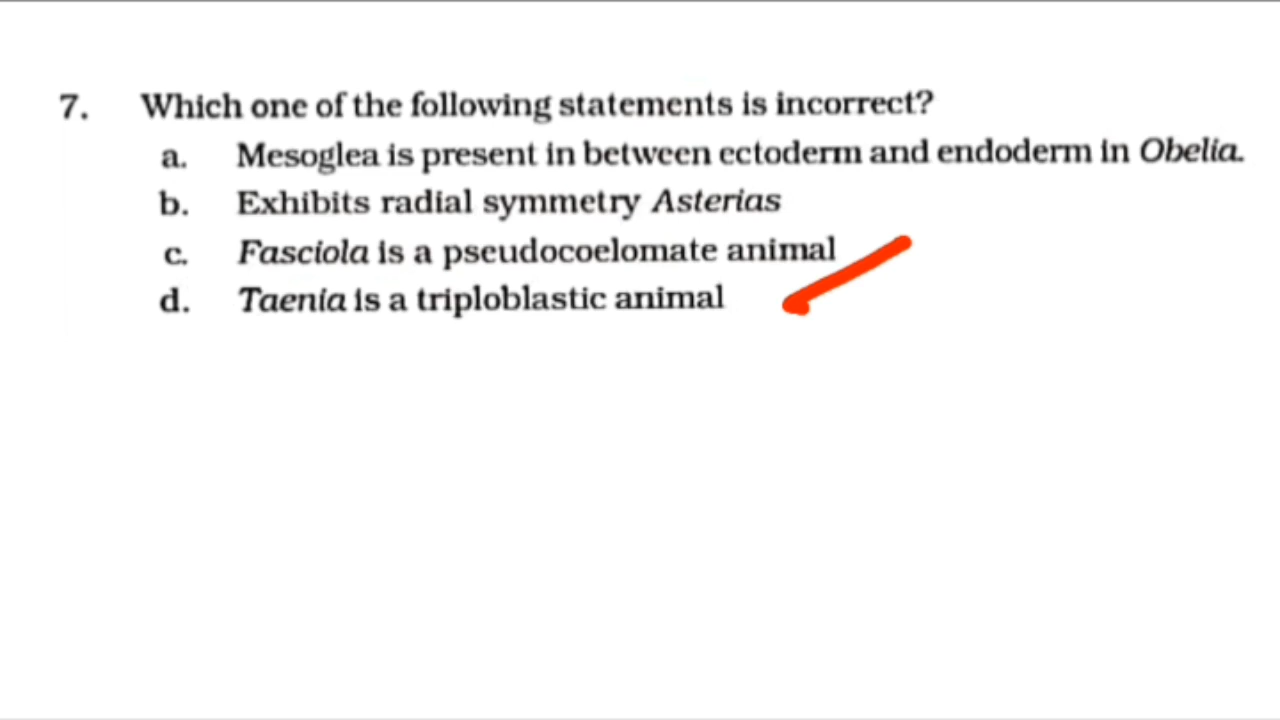 7. Which one of the following statements is incorrect?
a. Mesoglea is present in between ectoderm and endoderm in Obelia.
b. Exhibits radial symmetry Asterias
c. Fasciola is a pseudocoelomate animal
d. Taenia is a triploblastic animal